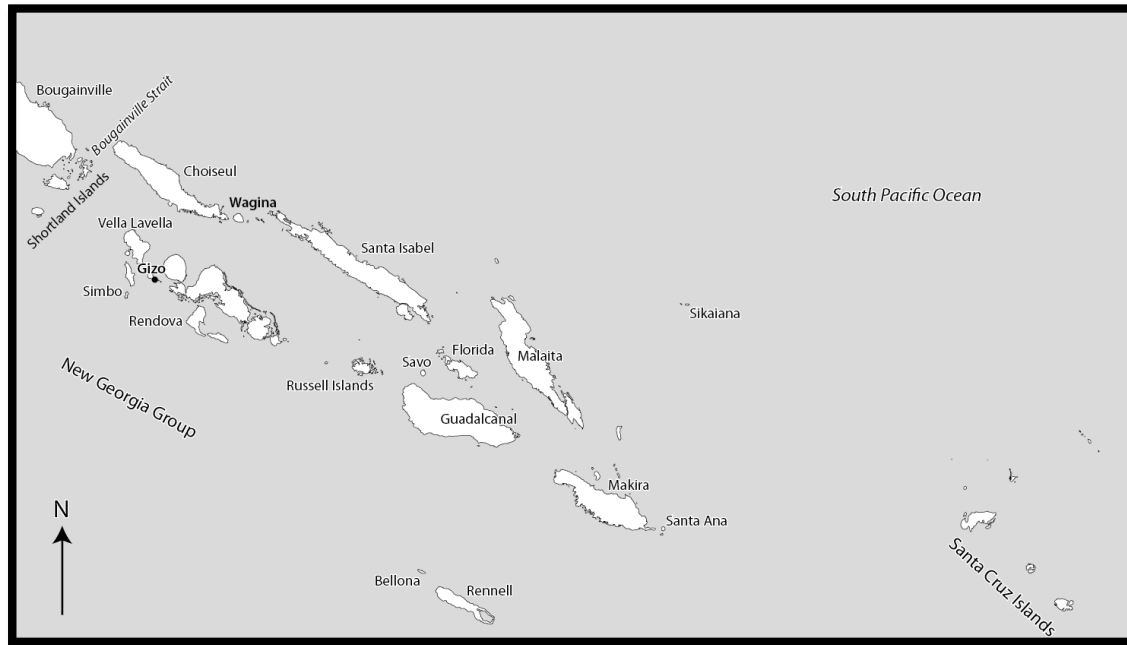 Bougainville
Bougainville Strait
Choiseul
Shortland Islands
Wagina
South Pacific Ocean
Vella Lavella
Santa Isabel
Gizo
Simbo
Rendova
Sikaiana
Florida
Savo
Malaita
Russell Islands
New Georgia Group
Guadalcanal
Makira
N
Santa Ana
Santa Cruz Islands
Bellona
Rennell